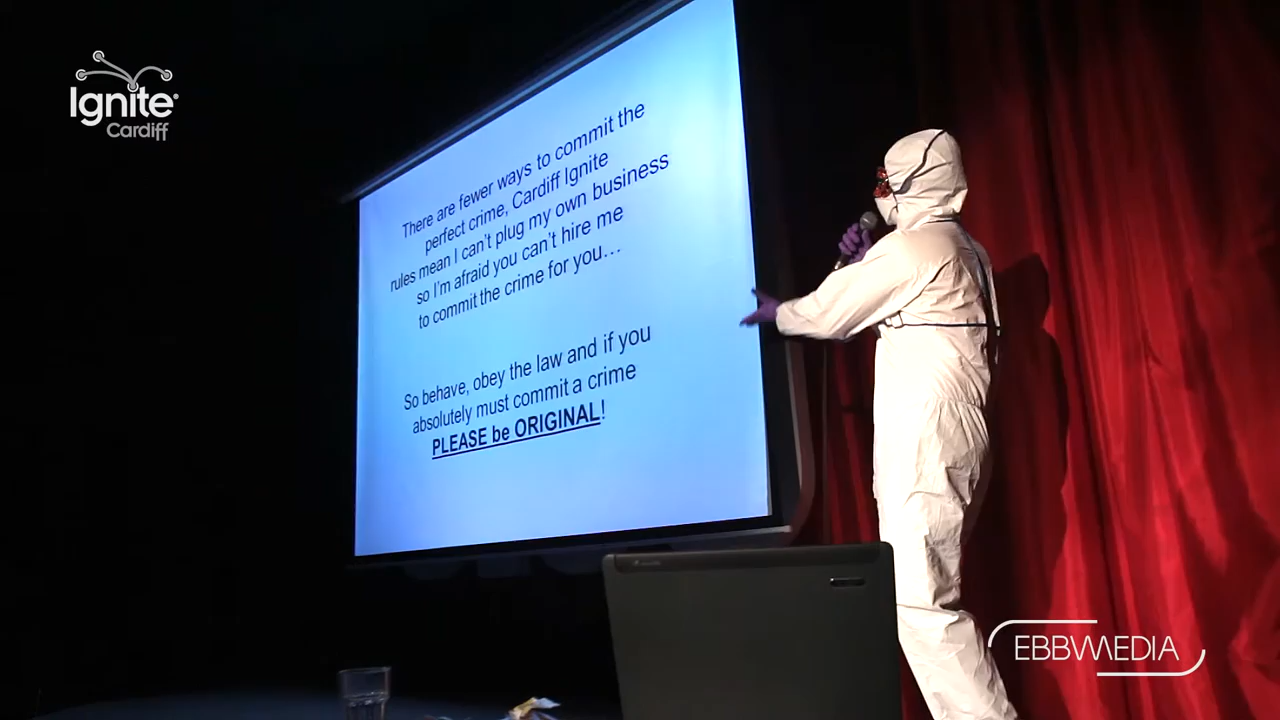 Ignite
Cardiff
There are fewer ways to commit the
perfect crime, Cardiff Ignite
rules mean I can't plug my own business
so I'm afraid you can't hire me
to commit the crime for you…
So behave, obey the law and if you
absolutely must commit a crime
PLEASE be ORIGINAL!
EBBWMEDIA